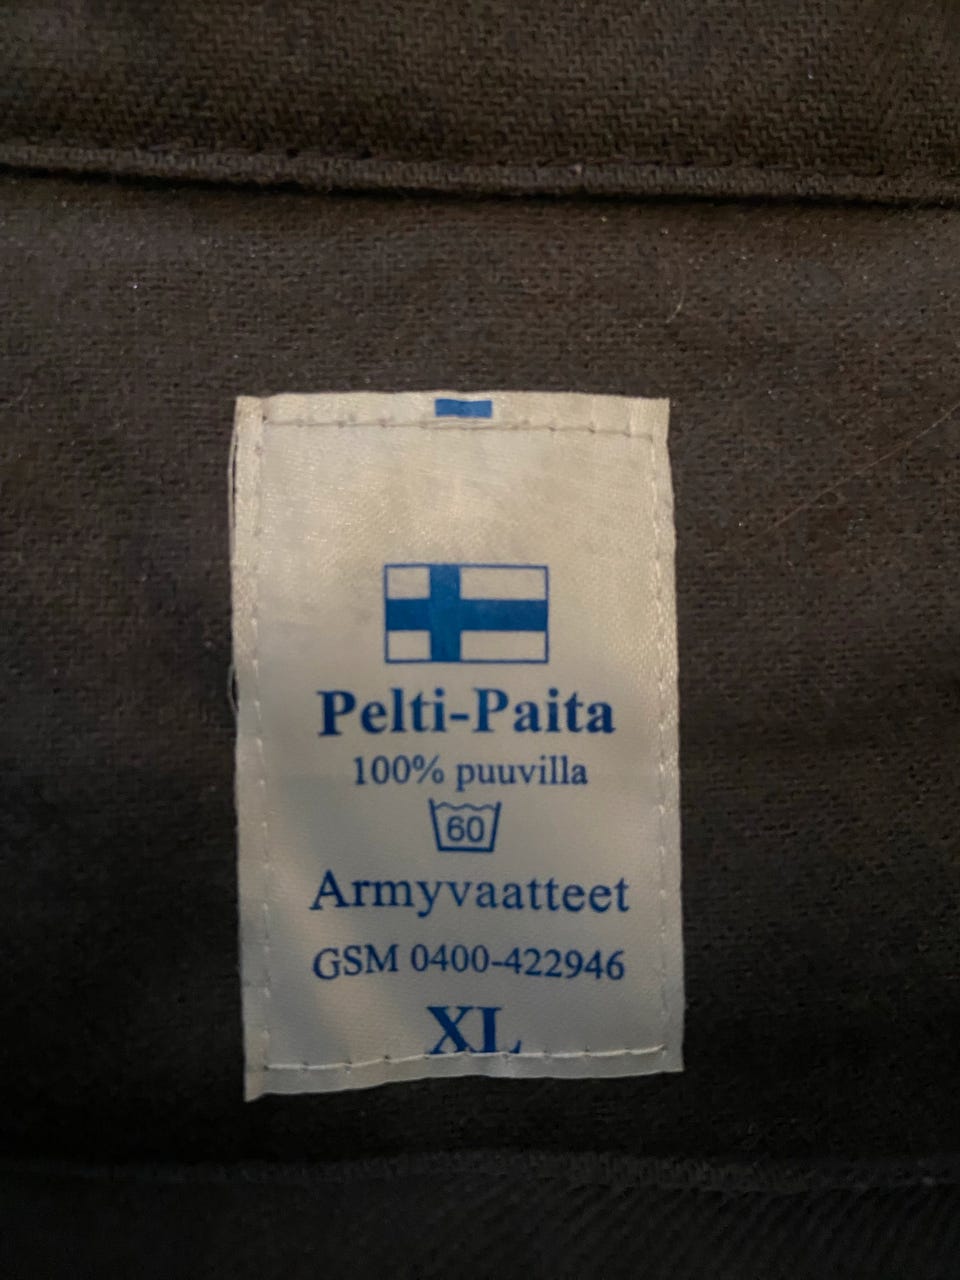 Pelti-Paita
100% puuvilla
60
Armyvaatteet
GSM 0400-422946
XL